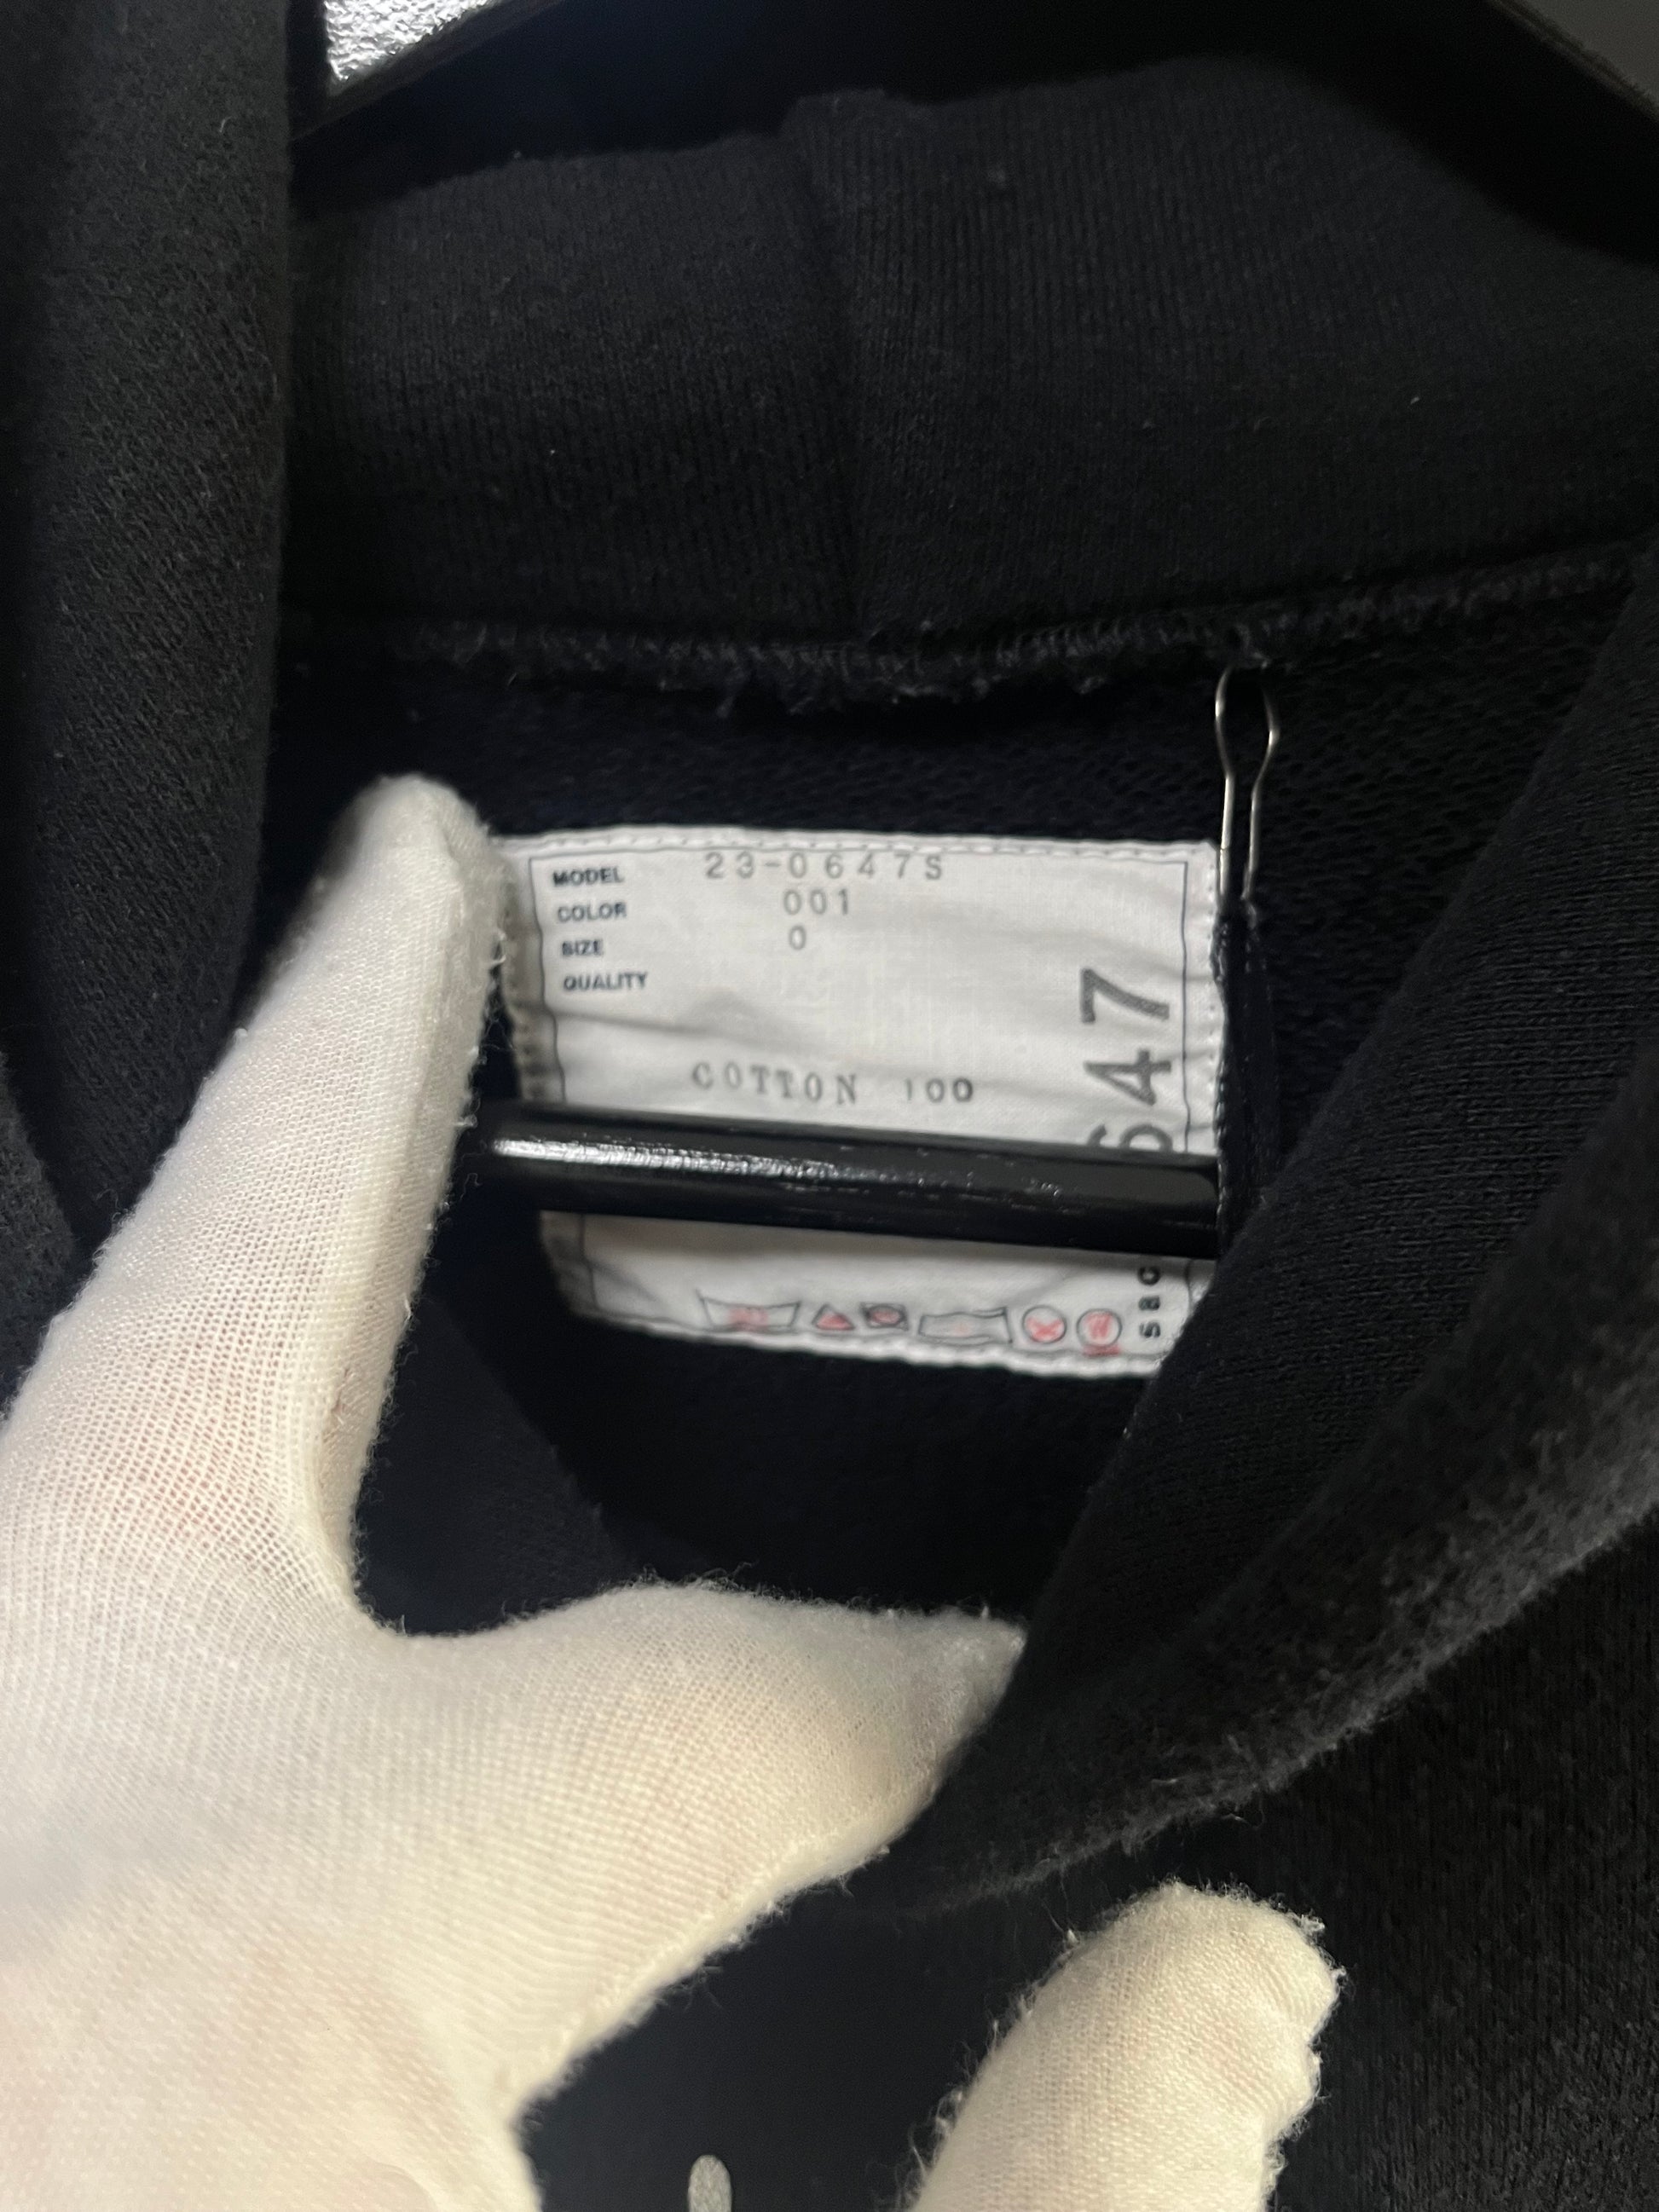 MODEL 23-0647S
COLOR 001
SIZE 0
QUALITY
COTTON 100
647